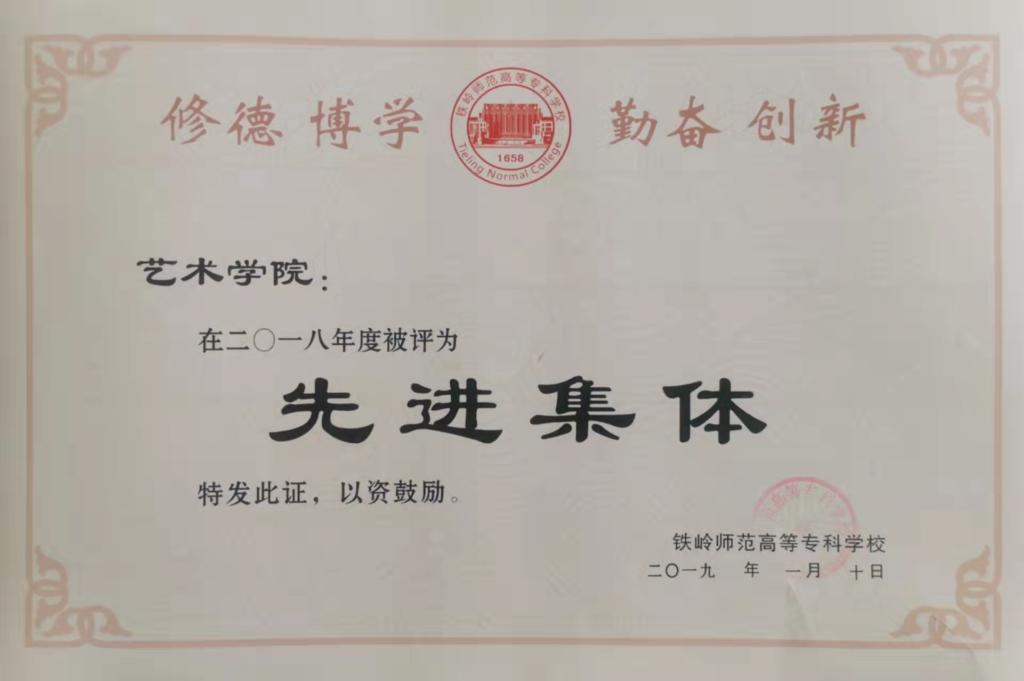 修德 博学 勤奋 创新
铁岭师范高等专科学校
1658
Tieling Normal College
艺术学院：
在二〇一八年度被评为
先进集体
特发此证，以资鼓励。
铁岭师范高等专科学校
二〇一九 年 一月 十日